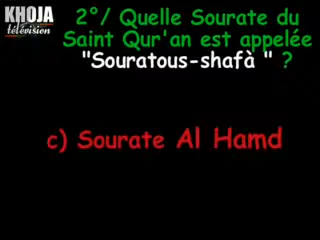 KHOJA
télévision
2°/ Quelle Sourate du
Saint Qur'an est appelée
"Souratous-shafà " ?
c) Sourate Al Hamd